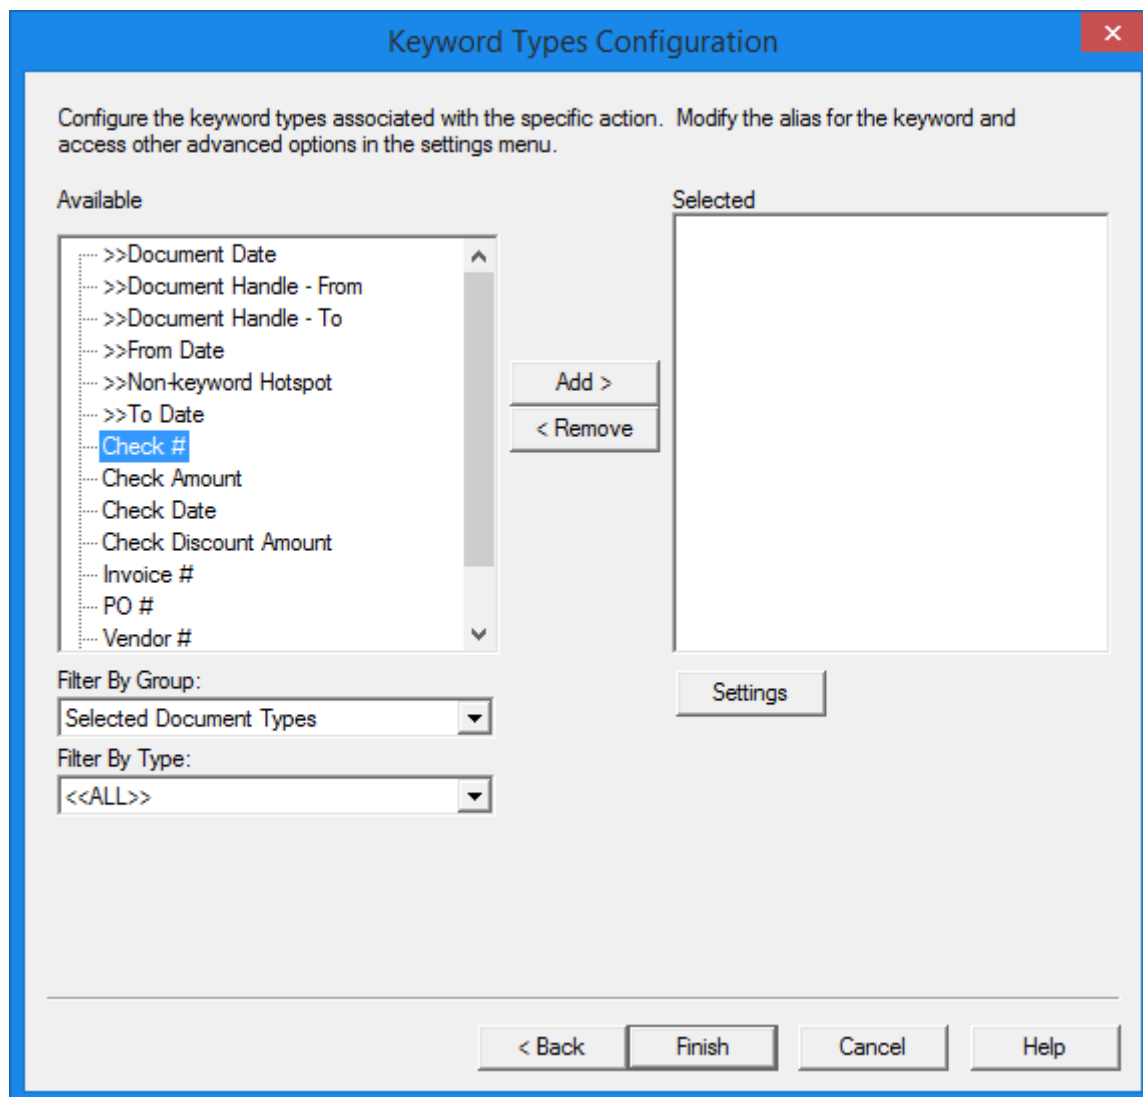 Keyword Types Configuration
Configure the keyword types associated with the specific action. Modify the alias for the keyword and
access other advanced options in the settings menu.
Available
>>Document Date
>>Document Handle - From
>>Document Handle - To
>>From Date
>>Non-keyword Hotspot
>>To Date
Check #
Check Amount
Check Date
Check Discount Amount
Invoice #
PO #
Vendor #
Filter By Group:
Selected Document Types
Filter By Type:
<<ALL>>
Add >
< Remove
Selected
Settings
< Back
Finish
Cancel
Help